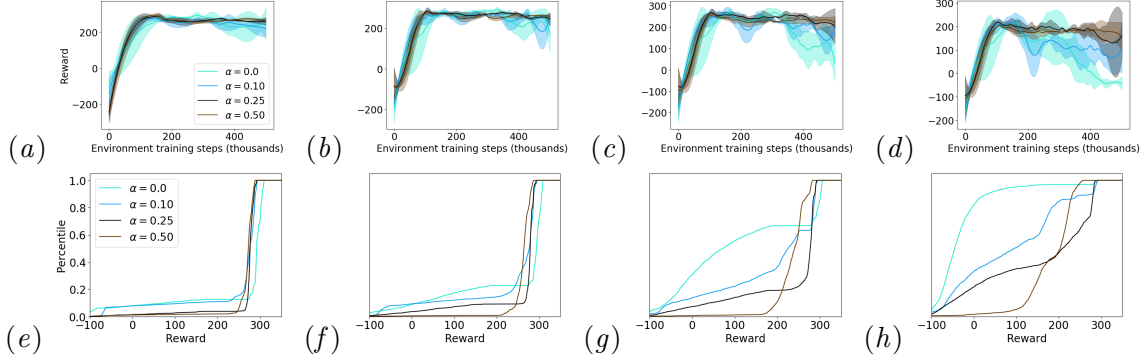 200
0
−200
Reward
α = 0.0
α = 0.10
α = 0.25
α = 0.50
0 200 400
Environment training steps (thousands)
(a)
200
0
−200
0 200 400
Environment training steps (thousands)
(b)
300
200
100
0
−100
−200
0 200 400
Environment training steps (thousands)
(c)
300
200
100
0
−100
−200
0 200 400
Environment training steps (thousands)
(d)
1.0
0.8
0.6
0.4
0.2
0.0
Percentile
α = 0.0
α = 0.10
α = 0.25
α = 0.50
−100 0 100 200 300
Reward
(e)
−100 0 100 200 300
Reward
(f)
−100 0 100 200 300
Reward
(g)
−100 0 100 200 300
Reward
(h)